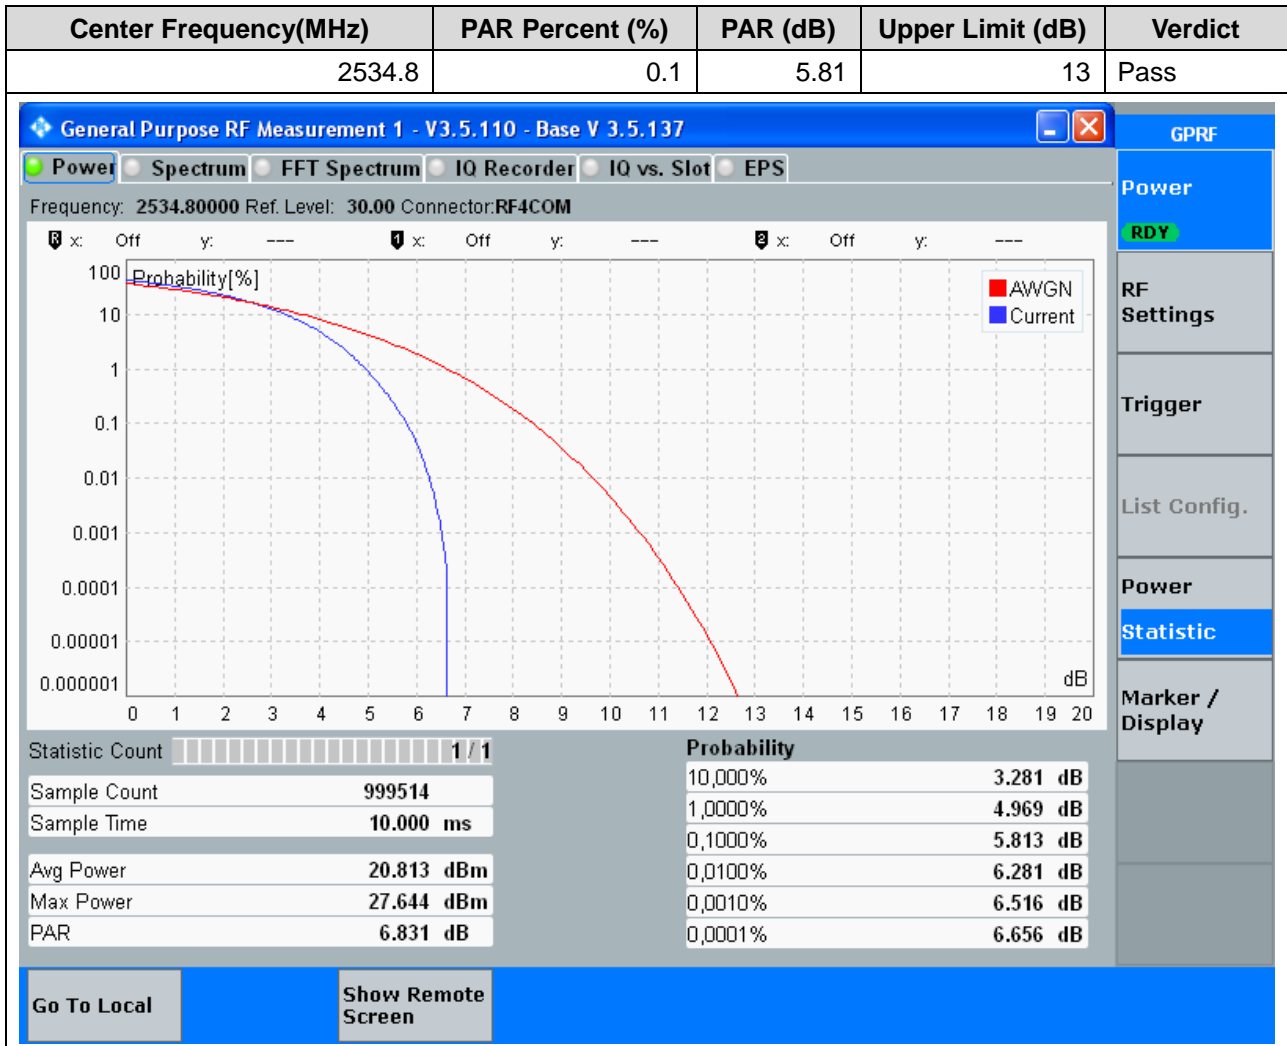 Center Frequency(MHz) PAR Percent (%) PAR (dB) Upper Limit (dB) Verdict
2534.8 0.1 5.81 13 Pass
General Purpose RF Measurement 1 - V3.5.110 - Base V 3.5.137
GPRF
Power Spectrum FFT Spectrum IQ Recorder IQ vs. Slot EPS
Power
RDY
Frequency: 2534.80000 Ref. Level: 30.00 Connector:RF4COM
R x: Off y: --- 1 x: Off y: --- 2 x: Off y: ---
Probability[%]
AWGN
Current
100
10
1
0.1
0.01
0.001
0.0001
0.00001
0.000001
dB
0 1 2 3 4 5 6 7 8 9 10 11 12 13 14 15 16 17 18 19 20
RF
Settings
Trigger
List Config.
Power
Statistic
Marker /
Display
Statistic Count 1 / 1
Sample Count 999514
Sample Time 10.000 ms
Avg Power 20.813 dBm
Max Power 27.644 dBm
PAR 6.831 dB
Probability
10,000% 3.281 dB
1,0000% 4.969 dB
0,1000% 5.813 dB
0,0100% 6.281 dB
0,0010% 6.516 dB
0,0001% 6.656 dB
Go To Local
Show Remote
Screen